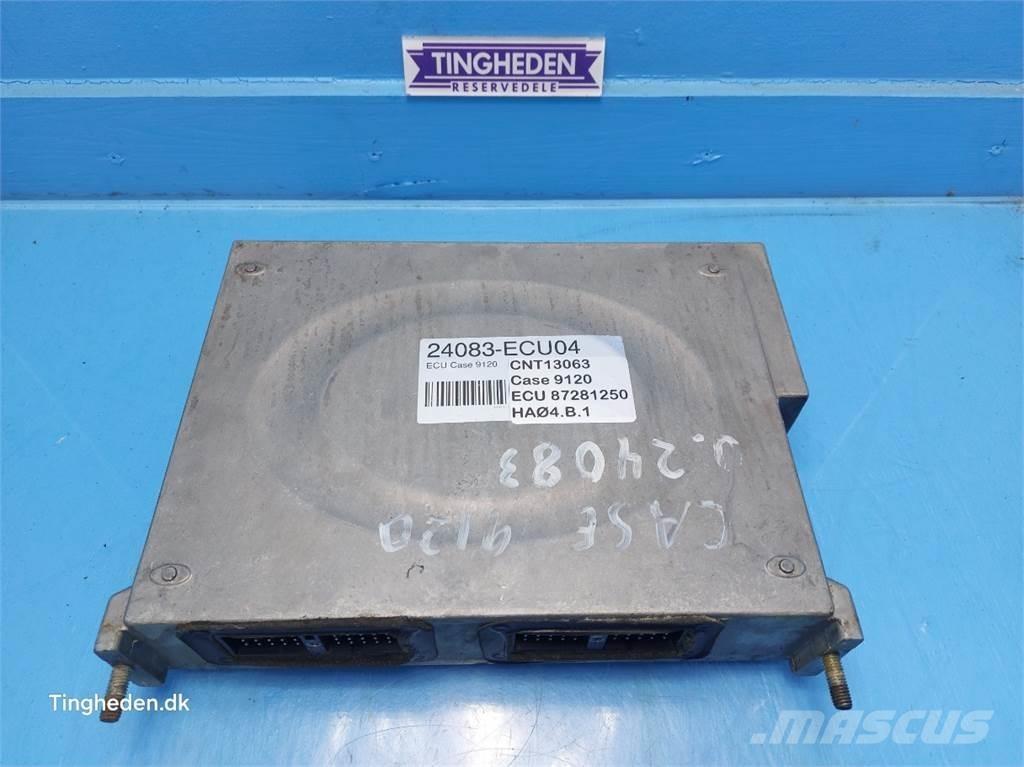 TINGHEDEN
RESERVEDELE
24083-ECU04
ECU Case 9120
CNT13063
Case 9120
ECU 87281250
HAØ4.B.1
J.24083
CASE 9120
Tingheden.dk
MASCUS